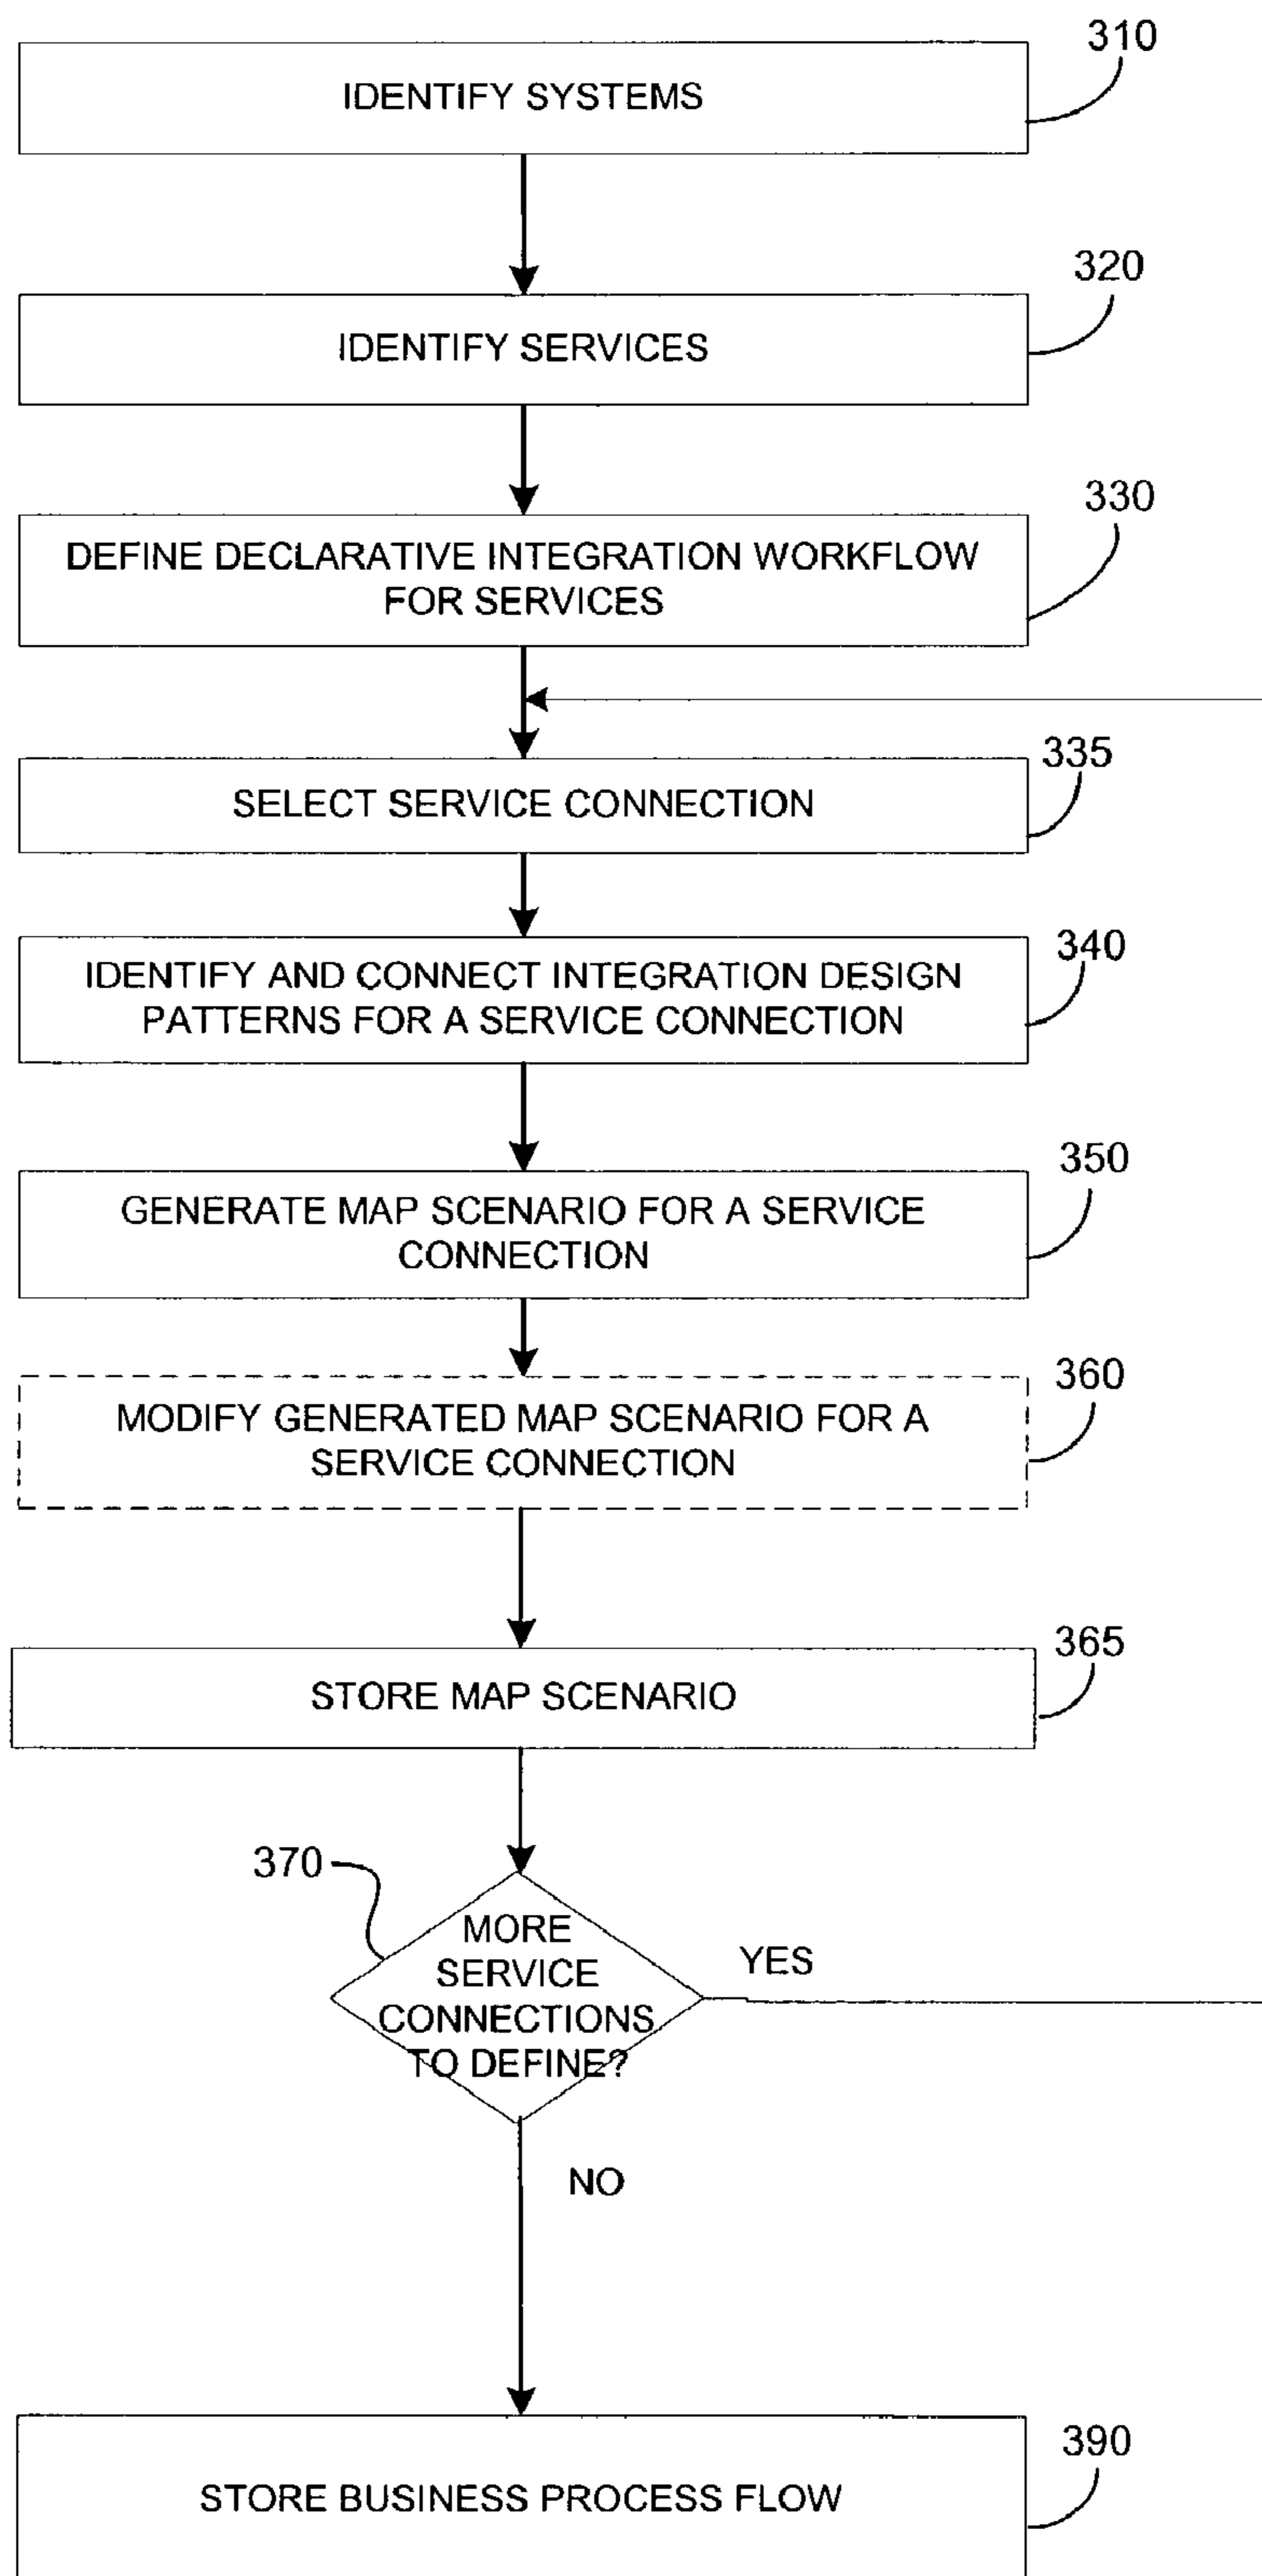 310
IDENTIFY SYSTEMS
320
IDENTIFY SERVICES
330
DEFINE DECLARATIVE INTEGRATION WORKFLOW
FOR SERVICES
335
SELECT SERVICE CONNECTION
340
IDENTIFY AND CONNECT INTEGRATION DESIGN
PATTERNS FOR A SERVICE CONNECTION
350
GENERATE MAP SCENARIO FOR A SERVICE
CONNECTION
360
MODIFY GENERATED MAP SCENARIO FOR A
SERVICE CONNECTION
365
STORE MAP SCENARIO
370
MORE
SERVICE
CONNECTIONS
TO DEFINE?
YES
NO
390
STORE BUSINESS PROCESS FLOW